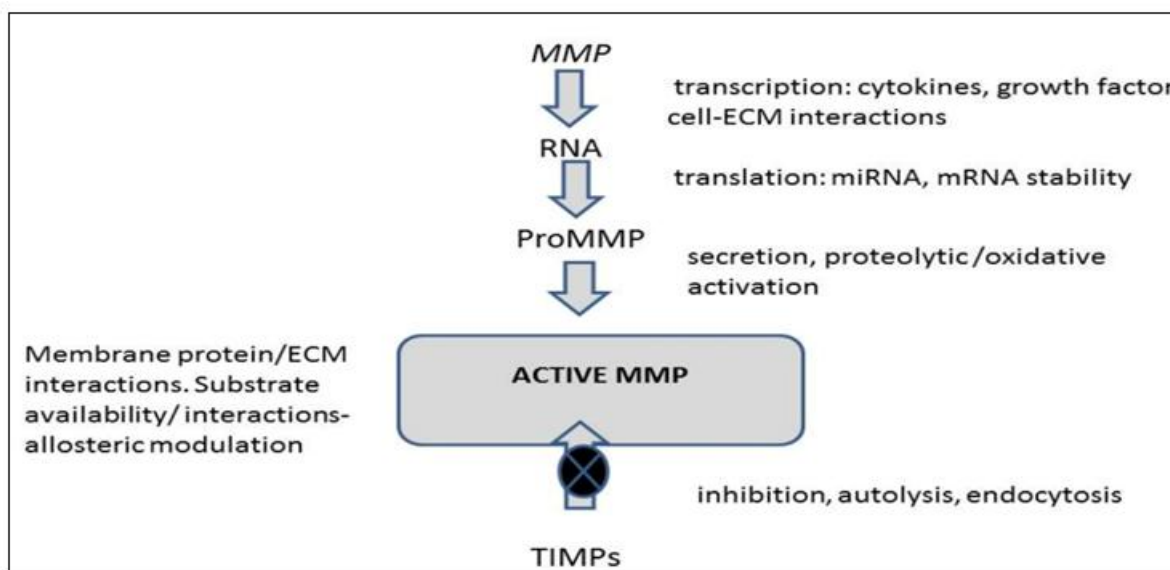 MMP
transcription: cytokines, growth factor
cell-ECM interactions
RNA
translation: miRNA, mRNA stability
ProMMP
secretion, proteolytic/oxidative
activation
Membrane protein/ECM
interactions. Substrate
availability/ interactions-
allosteric modulation
ACTIVE MMP
inhibition, autolysis, endocytosis
TIMPs